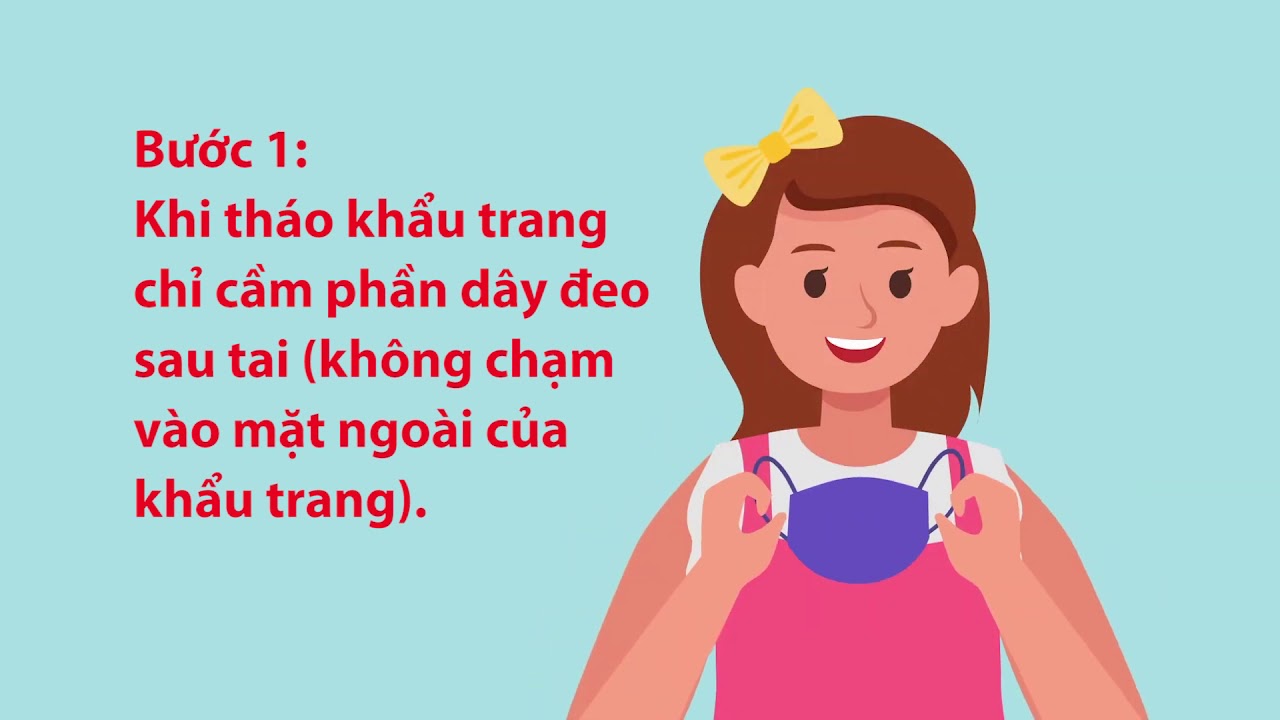 Bước 1:
Khi tháo khẩu trang
chỉ cầm phần dây đeo
sau tai (không chạm
vào mặt ngoài của
khẩu trang).